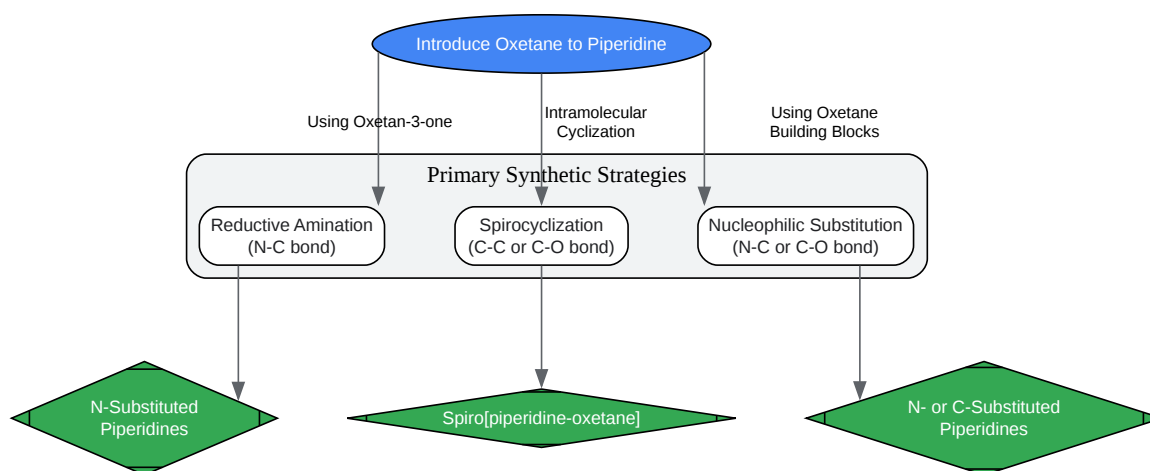 Introduce Oxetane to Piperidine
Using Oxetan-3-one
Intramolecular
Cyclization
Using Oxetane
Building Blocks
Primary Synthetic Strategies
Reductive Amination
(N-C bond)
Spirocyclization
(C-C or C-O bond)
Nucleophilic Substitution
(N-C or C-O bond)
N-Substituted
Piperidines
Spiro[piperidine-oxetane]
N- or C-Substituted
Piperidines